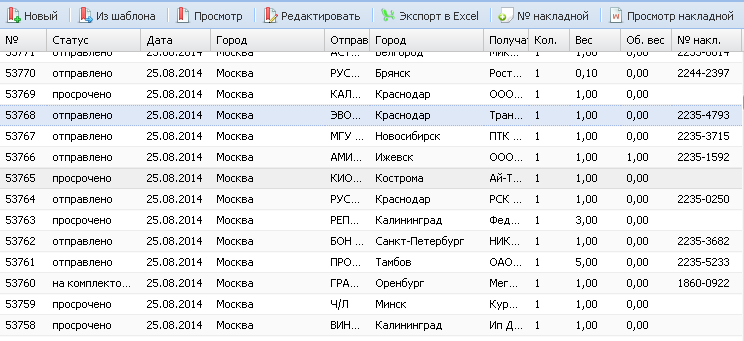 Новый Из шаблона Просмотр Редактировать Экспорт в Excel № накладной Просмотр накладной
№ Статус Дата Город Отправ Город Получат Кол. Вес Об. вес № накл.
53771 отправлено 25.08.2014 Москва Белгород 1 1,00 0,00
53770 отправлено 25.08.2014 Москва РУС... Брянск Рост... 1 0,10 0,00 2244-2397
53769 просрочено 25.08.2014 Москва КАЛ... Краснодар ООО... 1 1,00 0,00
53768 отправлено 25.08.2014 Москва ЭВО... Краснодар Тран... 1 1,00 0,00 2235-4793
53767 отправлено 25.08.2014 Москва МГУ ... Новосибирск ПТК ... 1 1,00 0,00 2235-3715
53766 отправлено 25.08.2014 Москва АМИ... Ижевск ООО... 1 1,00 1,00 2235-1592
53765 просрочено 25.08.2014 Москва КИО... Кострома Ай-Т... 1 1,00 0,00
53764 отправлено 25.08.2014 Москва РУС... Краснодар РСК ... 1 1,00 0,00 2235-0250
53763 просрочено 25.08.2014 Москва РЕП... Калининград Фед... 1 3,00 0,00
53762 отправлено 25.08.2014 Москва БОН ... Санкт-Петербург НИК... 1 1,00 0,00 2235-3682
53761 отправлено 25.08.2014 Москва ПРО... Тамбов ОАО... 1 5,00 0,00 2235-5233
53760 на комплекто... 25.08.2014 Москва ГРА... Оренбург Мег... 1 1,00 0,00 1860-0922
53759 просрочено 25.08.2014 Москва Ч/Л Минск Кур... 1 1,00 0,00
53758 просрочено 25.08.2014 Москва ВИН... Калининград Ип Д... 1 1,00 0,00